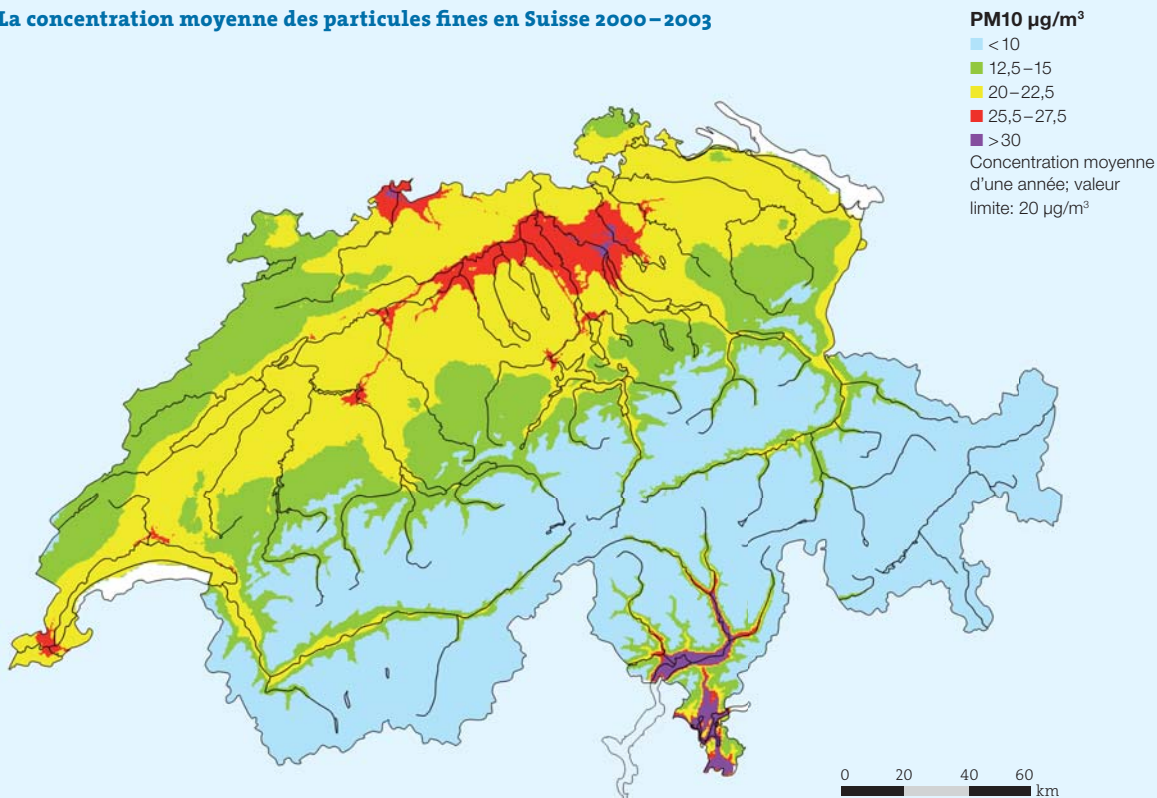 La concentration moyenne des particules fines en Suisse 2000–2003
PM10 µg/m³
<10
12,5–15
20–22,5
25,5–27,5
>30
Concentration moyenne
d'une année; valeur
limite: 20 µg/m³
0 20 40 60
km